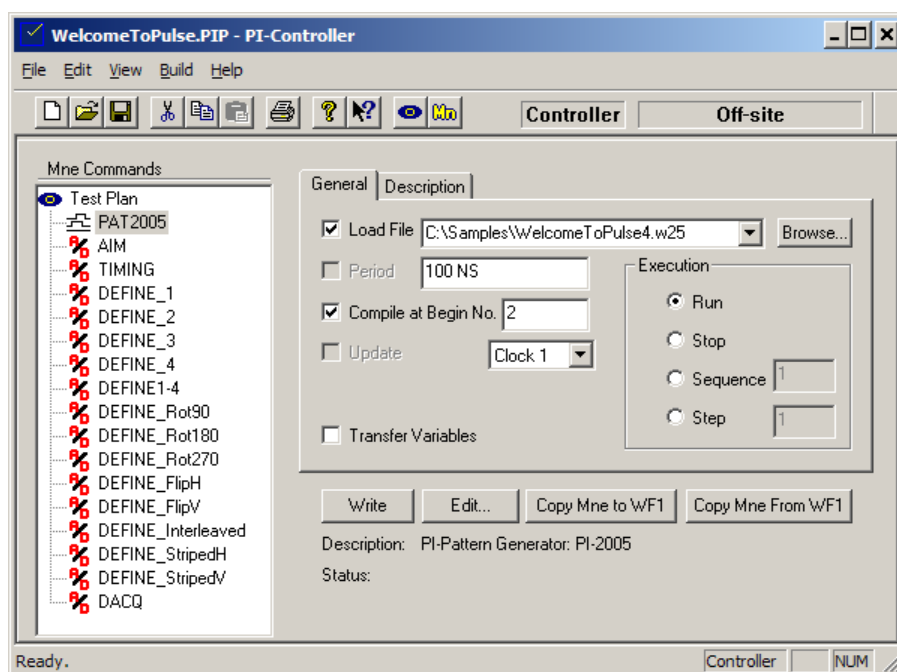 WelcomeToPulse.PIP - PI-Controller
File Edit View Build Help
Controller Off-site
Mne Commands
Test Plan
PAT2005
AIM
TIMING
DEFINE_1
DEFINE_2
DEFINE_3
DEFINE_4
DEFINE1-4
DEFINE_Rot90
DEFINE_Rot180
DEFINE_Rot270
DEFINE_FlipH
DEFINE_FlipV
DEFINE_Interleaved
DEFINE_StripedH
DEFINE_StripedV
DACQ
General Description
Load File C:\Samples\WelcomeToPulse4.w25 Browse...
Period 100 NS
Compile at Begin No. 2
Update Clock 1
Transfer Variables
Execution
Run
Stop
Sequence 1
Step 1
Write Edit... Copy Mne to WF1 Copy Mne From WF1
Description: PI-Pattern Generator: PI-2005
Status:
Ready. Controller NUM